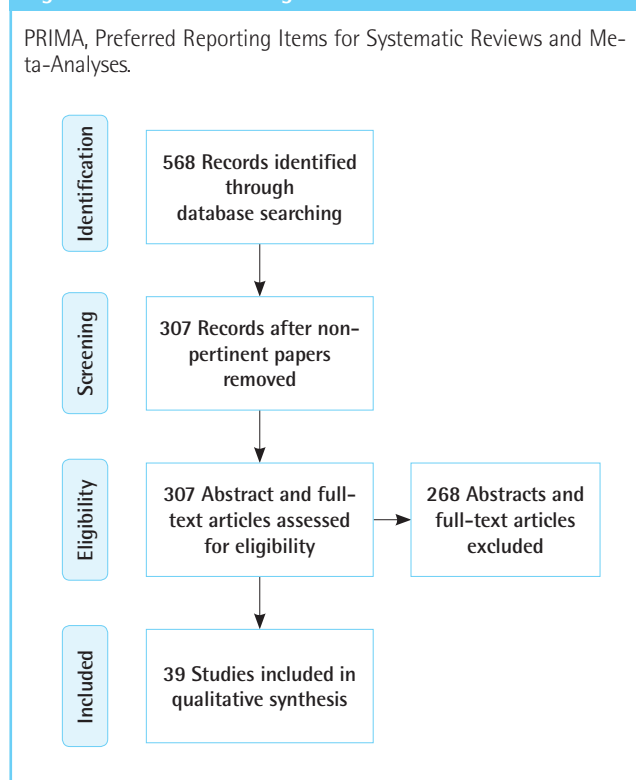 PRIMA, Preferred Reporting Items for Systematic Reviews and Me-
ta-Analyses.
Identification
568 Records identified
through
database searching
Screening
307 Records after non-
pertinent papers
removed
Eligibility
307 Abstract and full-
text articles assessed
for eligibility
268 Abstracts and
full-text articles
excluded
Included
39 Studies included in
qualitative synthesis